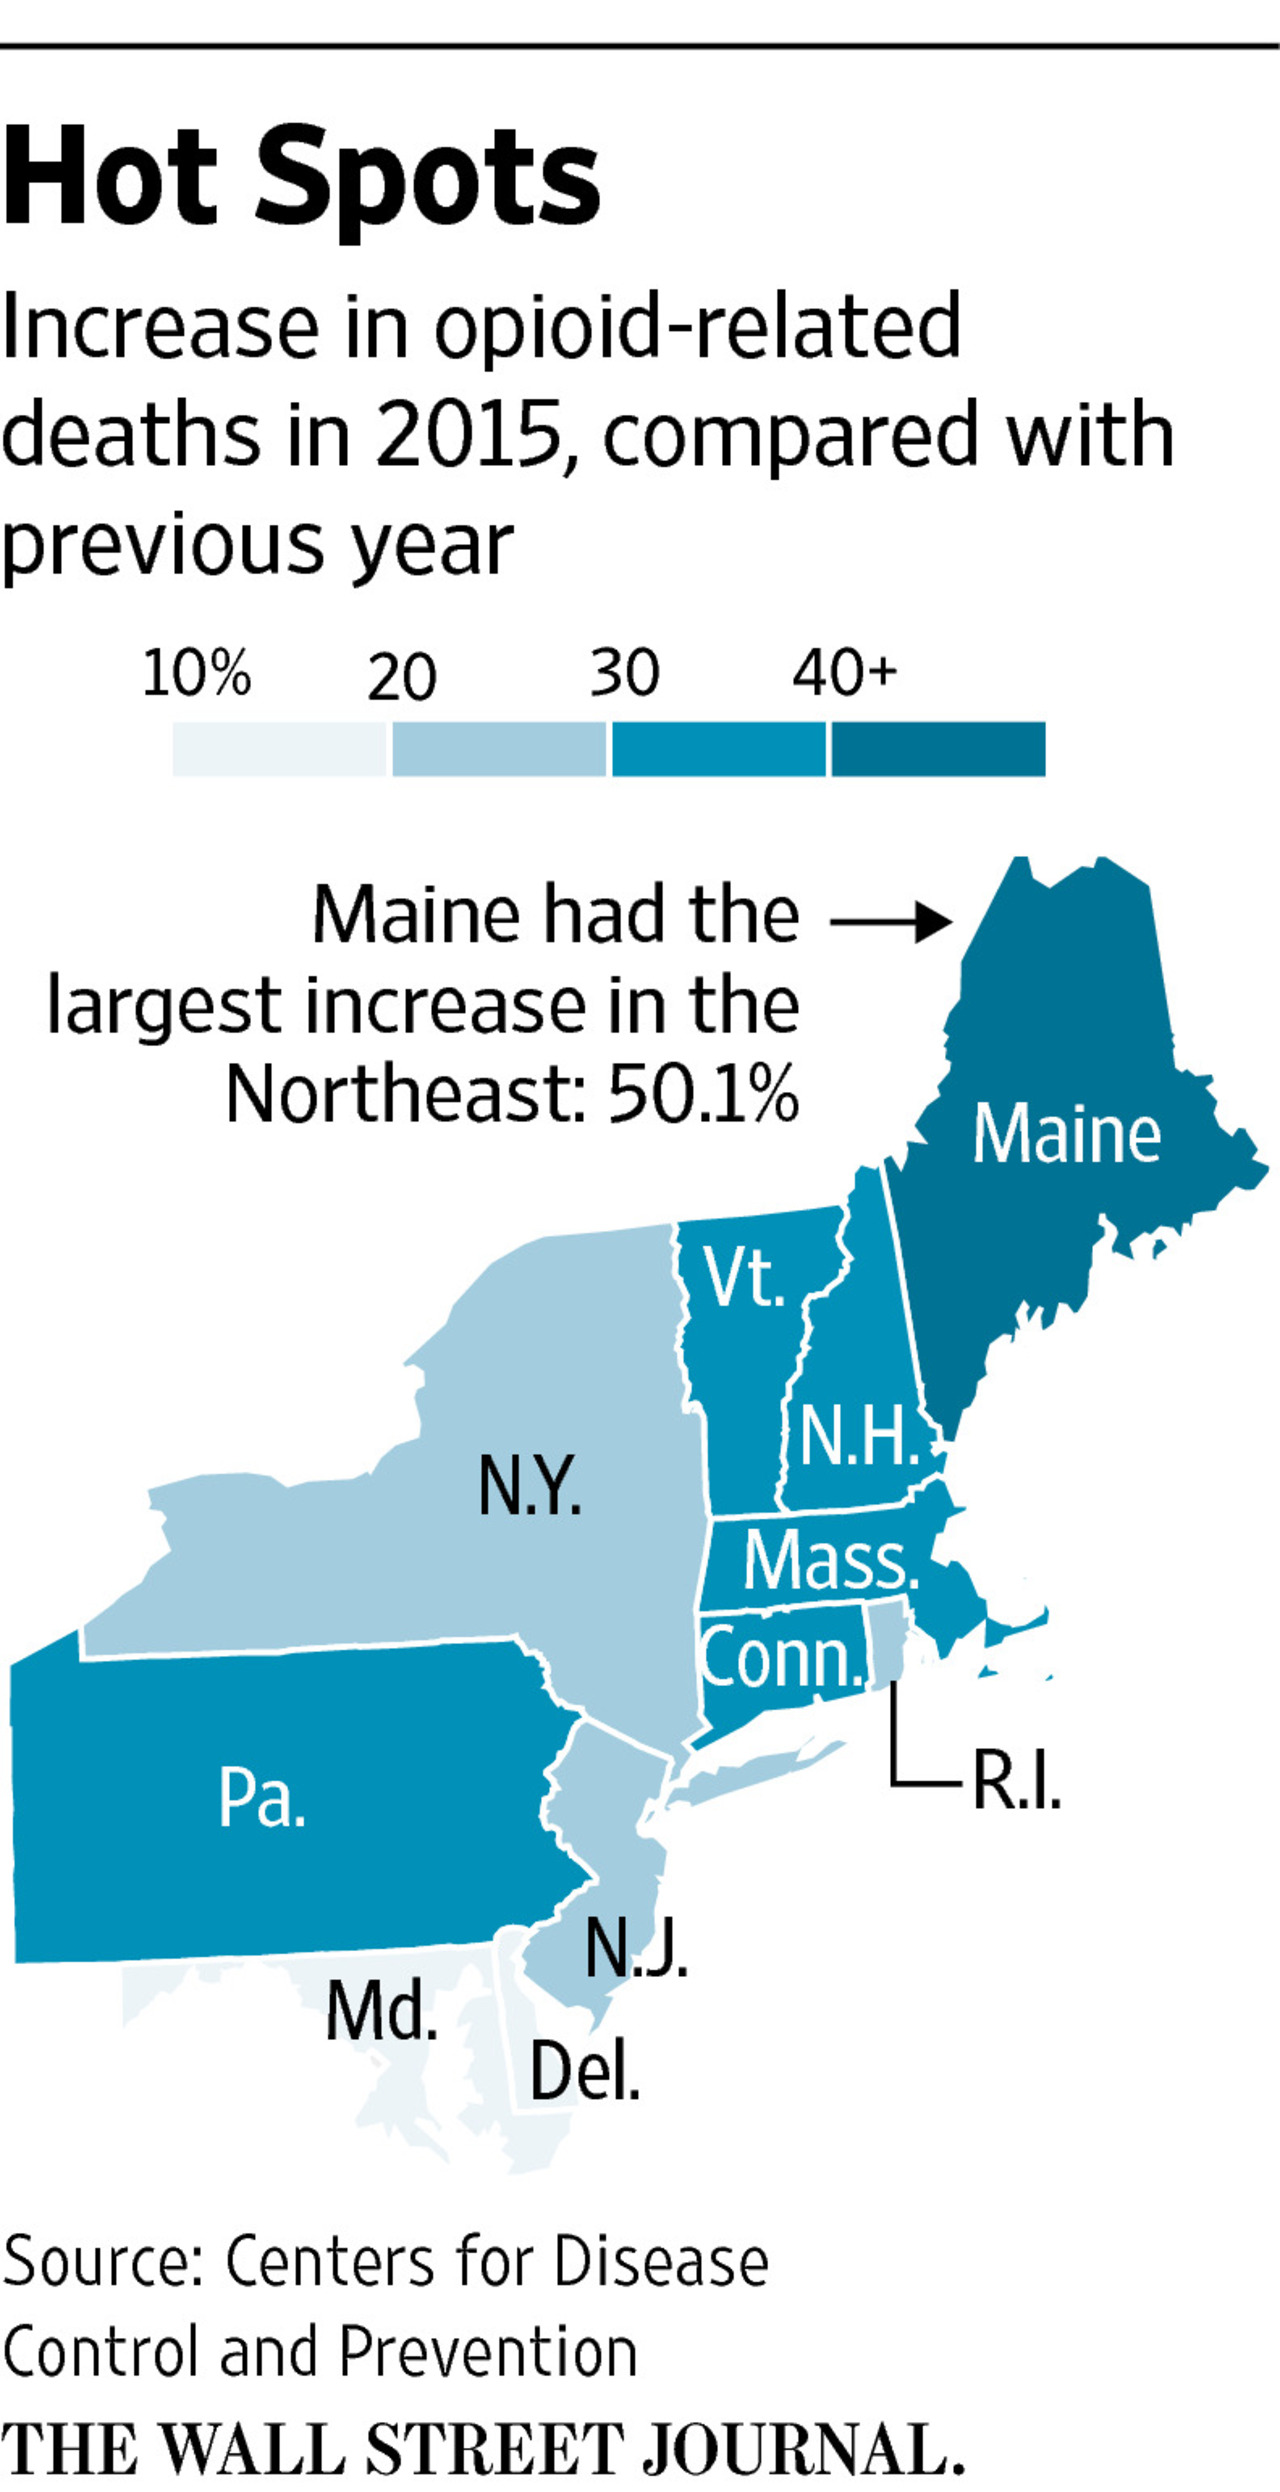 Hot Spots
Increase in opioid-related
deaths in 2015, compared with
previous year
10% 20 30 40+
Maine had the
largest increase in the
Northeast: 50.1%
Maine
Vt.
N.H.
N.Y.
Mass.
Conn.
R.I.
Pa.
N.J.
Md.
Del.
Source: Centers for Disease
Control and Prevention
THE WALL STREET JOURNAL.